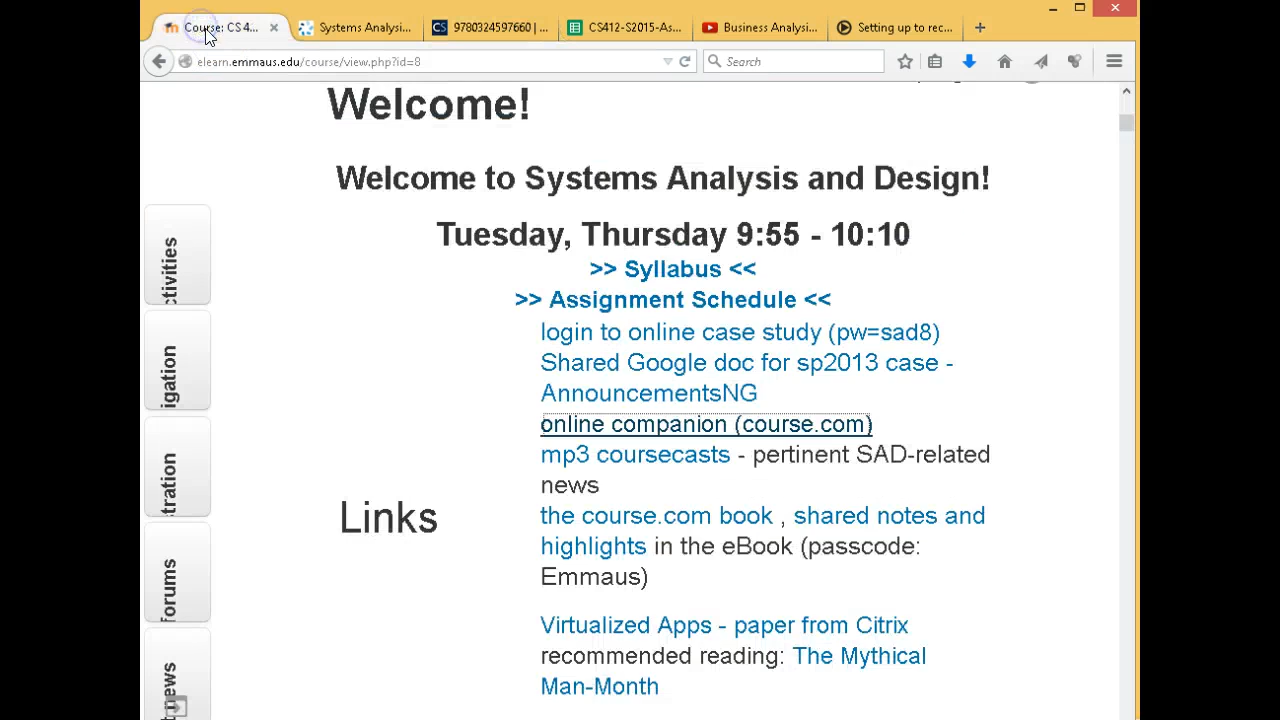 Course: CS 4...
Systems Analysi...
CS 9780324597660 | ...
CS412-S2015-As...
Business Analysi...
Setting up to rec...
elearn.emmaus.edu/course/view.php?id=8
Search
Welcome!
Welcome to Systems Analysis and Design!
Tuesday, Thursday 9:55 - 10:10
>> Syllabus <<
>> Assignment Schedule <<
login to online case study (pw=sad8)
Shared Google doc for sp2013 case -
AnnouncementsNG
online companion (course.com)
mp3 coursecasts - pertinent SAD-related
news
Links
the course.com book , shared notes and
highlights in the eBook (passcode:
Emmaus)
Virtualized Apps - paper from Citrix
recommended reading: The Mythical
Man-Month
ctivities
igation
tration
forums
news